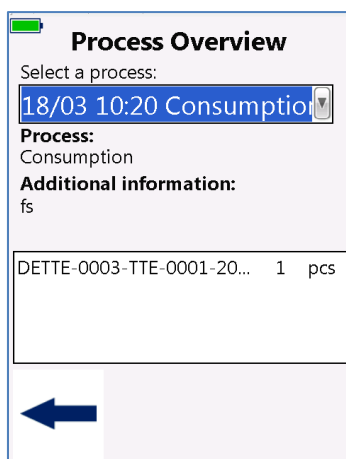 Process Overview
Select a process:
18/03 10:20 Consumption
Process:
Consumption
Additional information:
fs
DETTE-0003-TTE-0001-20... 1 pcs